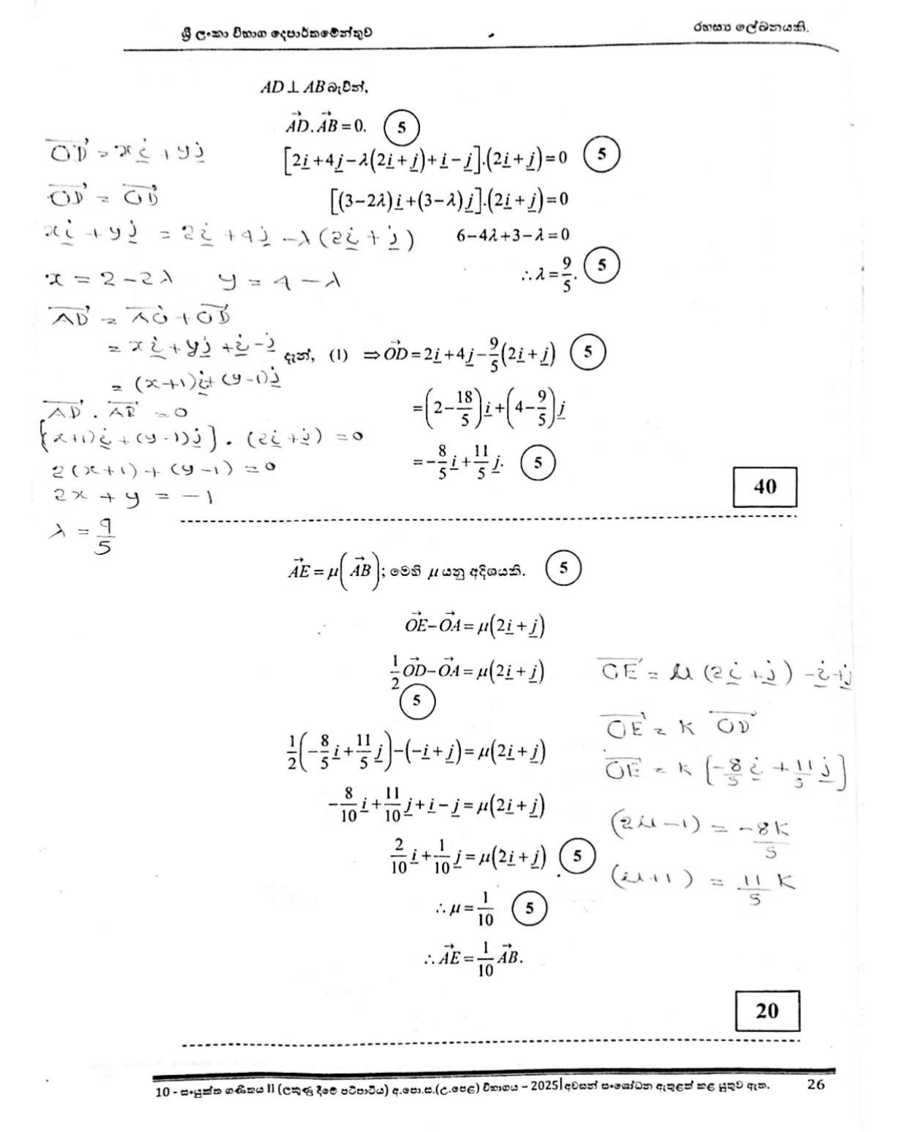 ශ්‍රී ලංකා විභාග දෙපාර්තමේන්තුව
රහස්‍ය ලේඛනයකි.
AD ⊥ AB බැවින්,
AD→ . AB→ = 0. (5)
[2i + 4j − λ(2i + j) + i − j].(2i + j) = 0 (5)
[(3 − 2λ)i + (3 − λ)j].(2i + j) = 0
6 − 4λ + 3 − λ = 0
∴ λ = 9/5. (5)
OD→ = xi + yj
OD→ = OD→
xi + yj = 2i + 4j − λ(2i + j)
x = 2 − 2λ y = 4 − λ
AD→ = AO→ + OD→
= xi + yj + i − j
= (x+1)i + (y−1)j
AD→ . AB→ = 0
[(x+1)i + (y−1)j] . (2i + j) = 0
2(x+1) + (y−1) = 0
2x + y = −1
λ = 9/5
දැන්, (1) ⇒ OD→ = 2i + 4j − 9/5(2i + j) (5)
= (2 − 18/5)i + (4 − 9/5)j
= −8/5 i + 11/5 j. (5)
40
AE→ = μ(AB→); මෙහි μ යනු අදිශයකි. (5)
OE→ − OA→ = μ(2i + j)
1/2 OD→ − OA→ = μ(2i + j)
(5)
1/2(−8/5 i + 11/5 j) − (−i + j) = μ(2i + j)
−8/10 i + 11/10 j + i − j = μ(2i + j)
2/10 i + 1/10 j = μ(2i + j) (5)
∴ μ = 1/10 (5)
∴ AE→ = 1/10 AB→.
OE→ = μ(2i + j) − i + j
OE→ = k OD→
OE→ = k[−8/5 i + 11/5 j]
(2μ − 1) = −8k/5
(μ + 1) = 11/5 k
20
10 - සංයුක්ත ගණිතය II (ලකුණු දීමේ පටිපාටිය) අ.පො.ස.(උ.පෙළ) විභාගය – 2025| අවසන් සංශෝධන ඇතුළත් කළ යුතුව ඇත.
26